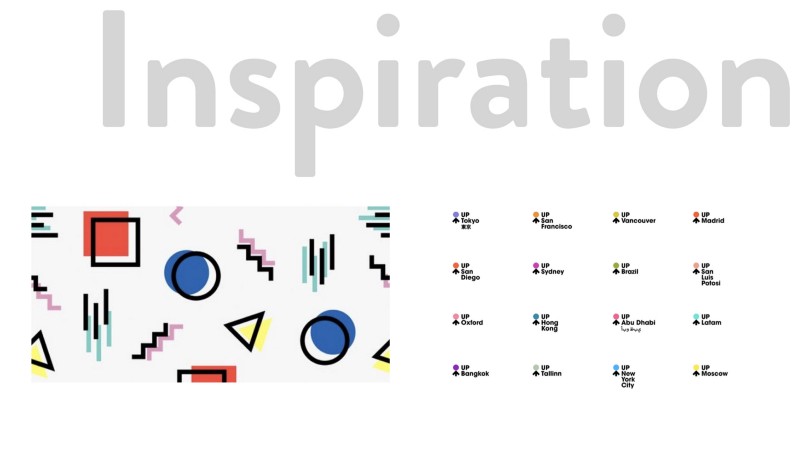 Inspiration
UP
Tokyo
東京
UP
San
Francisco
UP
Vancouver
UP
Madrid
UP
San
Diego
UP
Sydney
UP
Brazil
UP
San
Luis
Potosi
UP
Oxford
UP
Hong
Kong
UP
Abu Dhabi
UP
Latam
UP
Bangkok
UP
Tallinn
UP
New
York
City
UP
Moscow